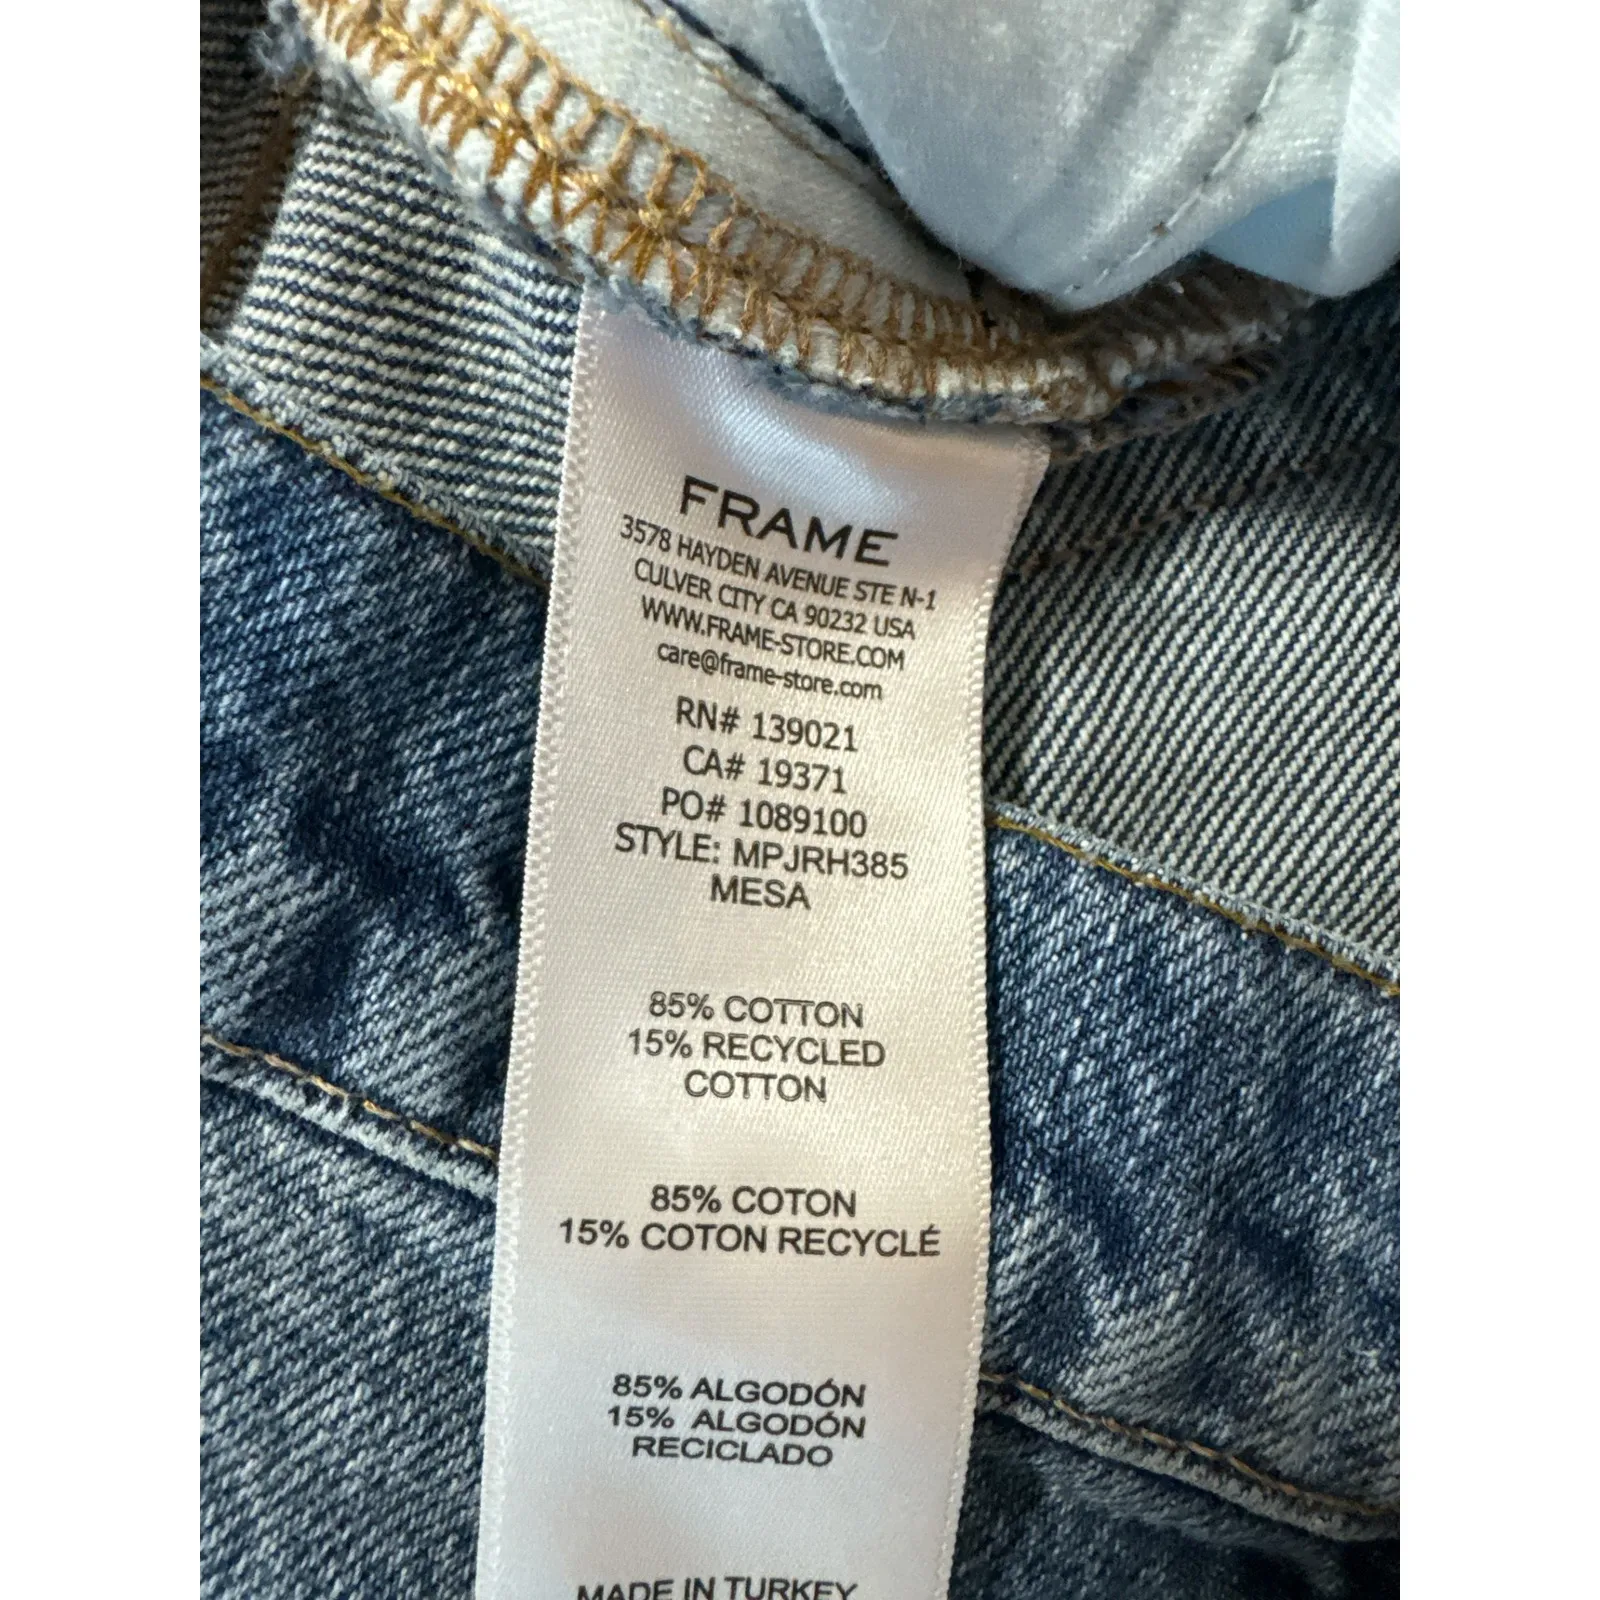 FRAME
3578 HAYDEN AVENUE STE N-1
CULVER CITY CA 90232 USA
WWW.FRAME-STORE.COM
care@frame-store.com
RN# 139021
CA# 19371
PO# 1089100
STYLE: MPJRH385
MESA
85% COTTON
15% RECYCLED
COTTON
85% COTON
15% COTON RECYCLÉ
85% ALGODÓN
15% ALGODÓN
RECICLADO
MADE IN TURKEY